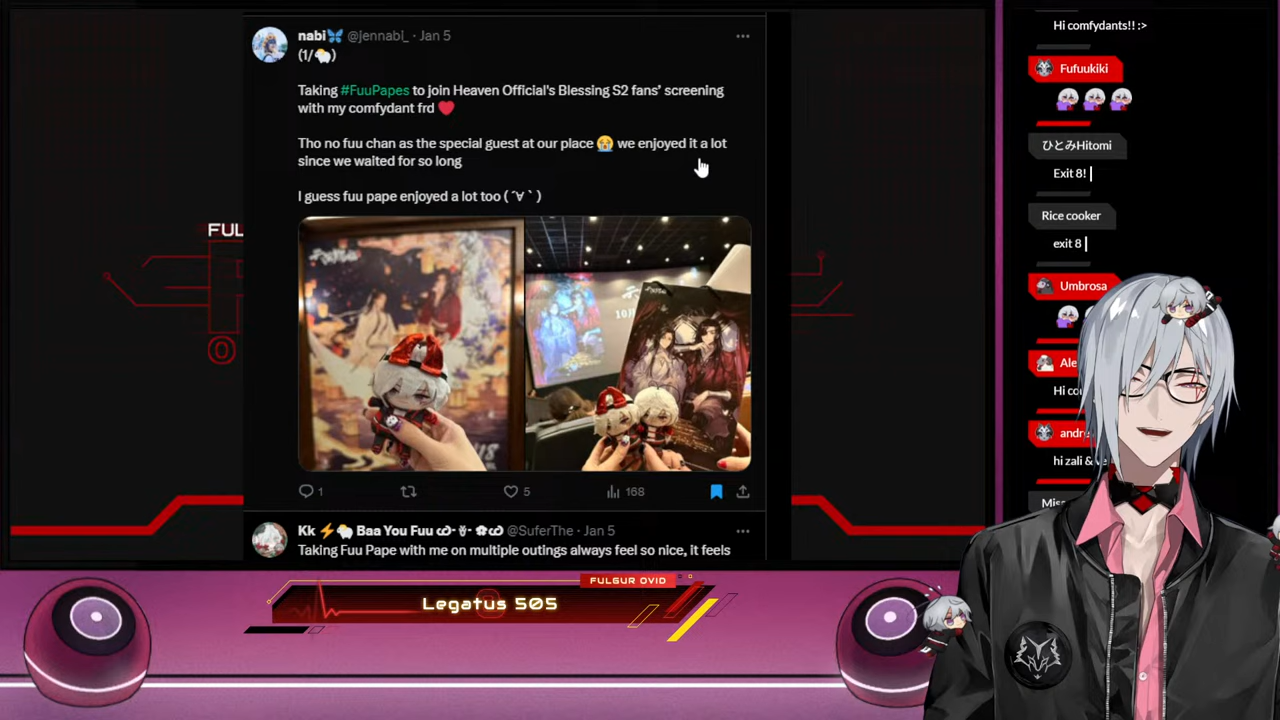 nabi🦋 @jennabi_ · Jan 5
(1/🐑)
Taking #FuuPapes to join Heaven Official's Blessing S2 fans' screening
with my comfydant frd ❤️
Tho no fuu chan as the special guest at our place 😭 we enjoyed it a lot
since we waited for so long
I guess fuu pape enjoyed a lot too ( ´∀ ` )
1
5
168
Kk ⚡🐑 Baa You Fuu @SuferThe · Jan 5
Taking Fuu Pape with me on multiple outings always feel so nice, it feels
FUL
FULGUR OVID
Legatus 505
Hi comfydants!! :>
Fufuukiki
ひとみHitomi
Exit 8!
Rice cooker
exit 8
Umbrosa
Ale
Hi co
andre
hi zali & ve